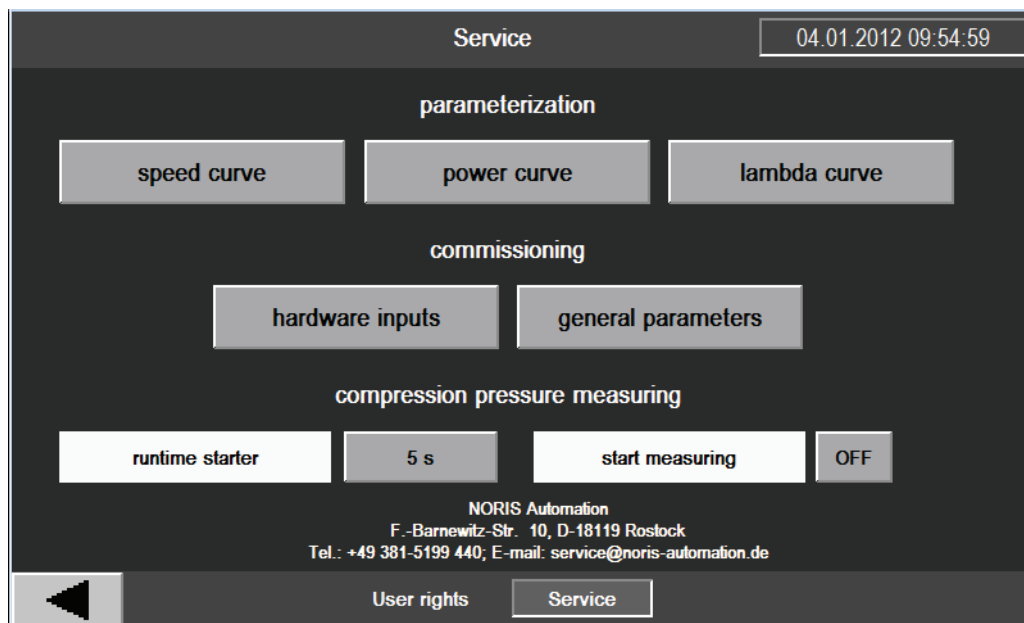 Service 04.01.2012 09:54:59
parameterization
speed curve power curve lambda curve
commissioning
hardware inputs general parameters
compression pressure measuring
runtime starter 5 s start measuring OFF
NORIS Automation
F.-Barnewitz-Str. 10, D-18119 Rostock
Tel.: +49 381-5199 440; E-mail: service@noris-automation.de
User rights Service